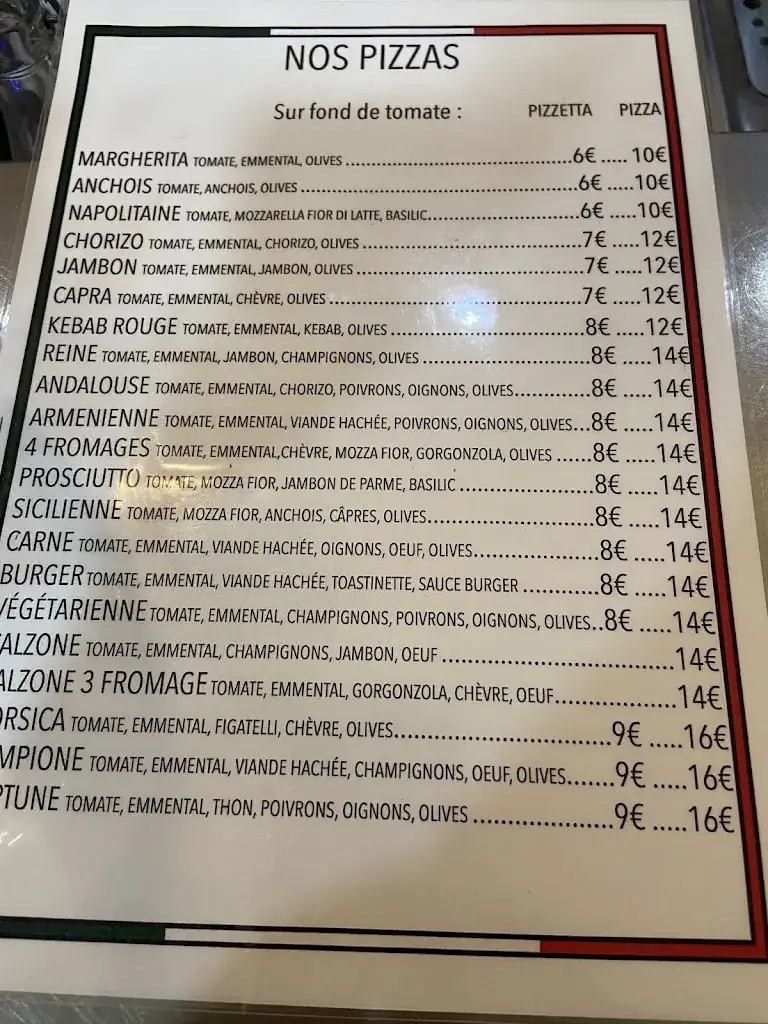 NOS PIZZAS
Sur fond de tomate : PIZZETTA PIZZA
MARGHERITA TOMATE, EMMENTAL, OLIVES ..... 6€ ..... 10€
ANCHOIS TOMATE, ANCHOIS, OLIVES ..... 6€ ..... 10€
NAPOLITAINE TOMATE, MOZZARELLA FIOR DI LATTE, BASILIC ..... 6€ ..... 10€
CHORIZO TOMATE, EMMENTAL, CHORIZO, OLIVES ..... 7€ ..... 12€
JAMBON TOMATE, EMMENTAL, JAMBON, OLIVES ..... 7€ ..... 12€
CAPRA TOMATE, EMMENTAL, CHÈVRE, OLIVES ..... 7€ ..... 12€
KEBAB ROUGE TOMATE, EMMENTAL, KEBAB, OLIVES ..... 8€ ..... 12€
REINE TOMATE, EMMENTAL, JAMBON, CHAMPIGNONS, OLIVES ..... 8€ ..... 14€
ANDALOUSE TOMATE, EMMENTAL, CHORIZO, POIVRONS, OIGNONS, OLIVES ..... 8€ ..... 14€
ARMENIENNE TOMATE, EMMENTAL, VIANDE HACHÉE, POIVRONS, OIGNONS, OLIVES ... 8€ ..... 14€
4 FROMAGES TOMATE, EMMENTAL,CHÈVRE, MOZZA FIOR, GORGONZOLA, OLIVES ..... 8€ ..... 14€
PROSCIUTTO TOMATE, MOZZA FIOR, JAMBON DE PARME, BASILIC ..... 8€ ..... 14€
SICILIENNE TOMATE, MOZZA FIOR, ANCHOIS, CÂPRES, OLIVES ..... 8€ ..... 14€
CARNE TOMATE, EMMENTAL, VIANDE HACHÉE, OIGNONS, OEUF, OLIVES ..... 8€ ..... 14€
BURGER TOMATE, EMMENTAL, VIANDE HACHÉE, TOASTINETTE, SAUCE BURGER ..... 8€ ..... 14€
VÉGÉTARIENNE TOMATE, EMMENTAL, CHAMPIGNONS, POIVRONS, OIGNONS, OLIVES .. 8€ ..... 14€
ALZONE TOMATE, EMMENTAL, CHAMPIGNONS, JAMBON, OEUF ..... 14€
ALZONE 3 FROMAGE TOMATE, EMMENTAL, GORGONZOLA, CHÈVRE, OEUF ..... 14€
ORSICA TOMATE, EMMENTAL, FIGATELLI, CHÈVRE, OLIVES ..... 9€ ..... 16€
MPIONE TOMATE, EMMENTAL, VIANDE HACHÉE, CHAMPIGNONS, OEUF, OLIVES ..... 9€ ..... 16€
PTUNE TOMATE, EMMENTAL, THON, POIVRONS, OIGNONS, OLIVES ..... 9€ ..... 16€